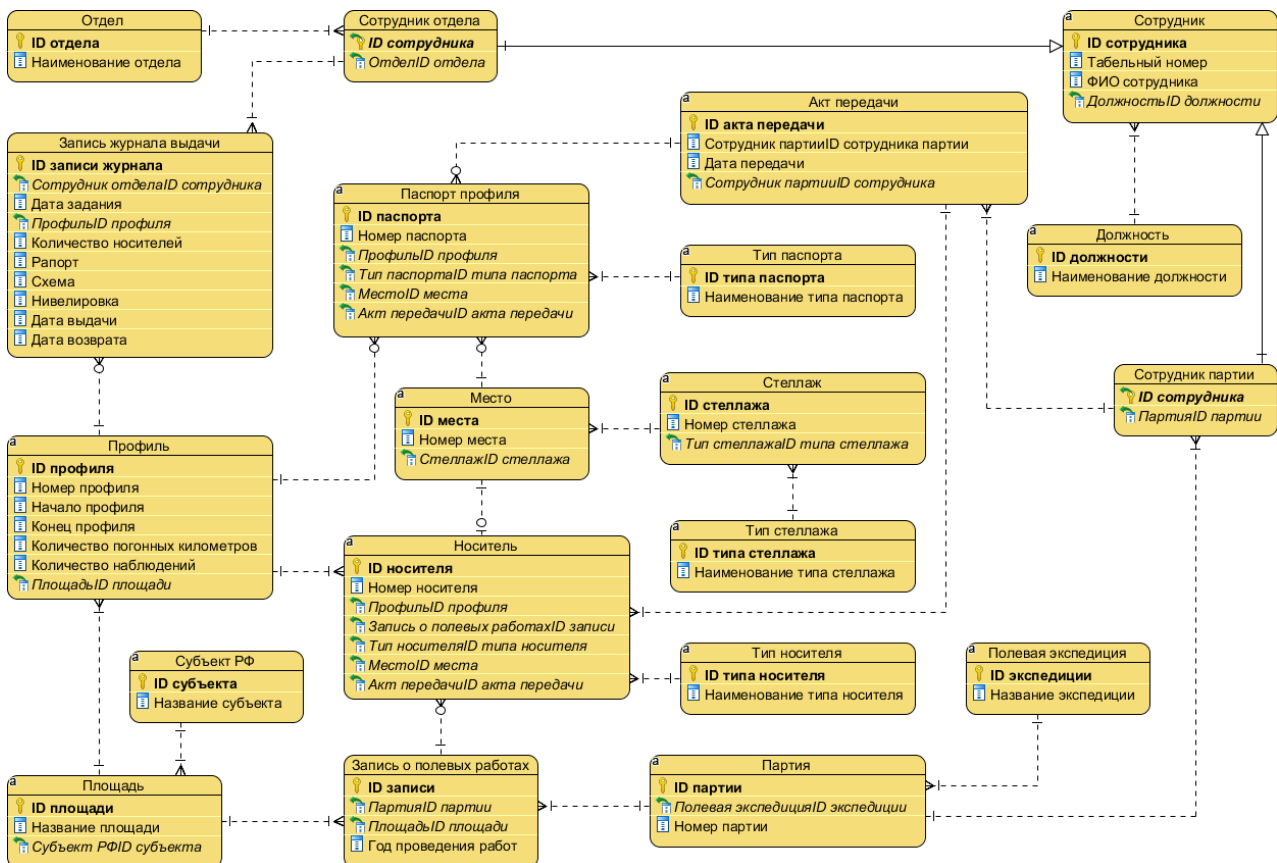 Отдел
ID отдела
Наименование отдела
Сотрудник отдела
ID сотрудника
ОтделID отдела
a
Сотрудник
ID сотрудника
Табельный номер
ФИО сотрудника
ДолжностьID должности
a
Акт передачи
ID акта передачи
Сотрудник партииID сотрудника партии
Дата передачи
Сотрудник партииID сотрудника
Запись журнала выдачи
ID записи журнала
Сотрудник отделаID сотрудника
Дата задания
ПрофильID профиля
Количество носителей
Рапорт
Схема
Нивелировка
Дата выдачи
Дата возврата
a
Паспорт профиля
ID паспорта
Номер паспорта
ПрофильID профиля
Тип паспортаID типа паспорта
МестоID места
Акт передачиID акта передачи
a
Тип паспорта
ID типа паспорта
Наименование типа паспорта
a
Должность
ID должности
Наименование должности
a
Место
ID места
Номер места
СтеллажID стеллажа
a
Стеллаж
ID стеллажа
Номер стеллажа
Тип стеллажаID типа стеллажа
a
Сотрудник партии
ID сотрудника
ПартияID партии
a
Профиль
ID профиля
Номер профиля
Начало профиля
Конец профиля
Количество погонных километров
Количество наблюдений
ПлощадьID площади
a
Тип стеллажа
ID типа стеллажа
Наименование типа стеллажа
a
Носитель
ID носителя
Номер носителя
ПрофильID профиля
Запись о полевых работахID записи
Тип носителяID типа носителя
МестоID места
Акт передачиID акта передачи
a
Субъект РФ
ID субъекта
Название субъекта
a
Тип носителя
ID типа носителя
Наименование типа носителя
a
Полевая экспедиция
ID экспедиции
Название экспедиции
a
Площадь
ID площади
Название площади
Субъект РФID субъекта
Запись о полевых работах
ID записи
ПартияID партии
ПлощадьID площади
Год проведения работ
a
Партия
ID партии
Полевая экспедицияID экспедиции
Номер партии